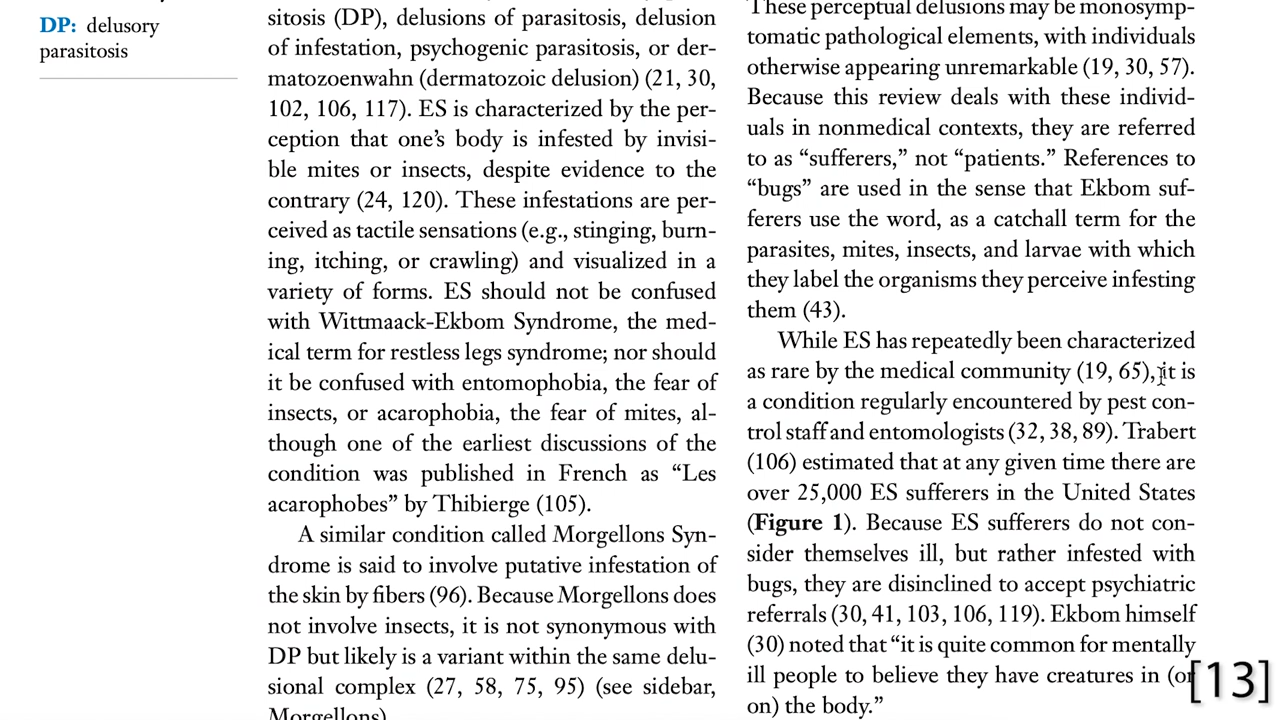 DP: delusory
parasitosis
sitosis (DP), delusions of parasitosis, delusion
of infestation, psychogenic parasitosis, or der-
matozoenwahn (dermatozoic delusion) (21, 30,
102, 106, 117). ES is characterized by the per-
ception that one’s body is infested by invisi-
ble mites or insects, despite evidence to the
contrary (24, 120). These infestations are per-
ceived as tactile sensations (e.g., stinging, burn-
ing, itching, or crawling) and visualized in a
variety of forms. ES should not be confused
with Wittmaack-Ekbom Syndrome, the med-
ical term for restless legs syndrome; nor should
it be confused with entomophobia, the fear of
insects, or acarophobia, the fear of mites, al-
though one of the earliest discussions of the
condition was published in French as “Les
acarophobes” by Thibierge (105).
A similar condition called Morgellons Syn-
drome is said to involve putative infestation of
the skin by fibers (96). Because Morgellons does
not involve insects, it is not synonymous with
DP but likely is a variant within the same delu-
sional complex (27, 58, 75, 95) (see sidebar,
Morgellons).
These perceptual delusions may be monosymp-
tomatic pathological elements, with individuals
otherwise appearing unremarkable (19, 30, 57).
Because this review deals with these individ-
uals in nonmedical contexts, they are referred
to as “sufferers,” not “patients.” References to
“bugs” are used in the sense that Ekbom suf-
ferers use the word, as a catchall term for the
parasites, mites, insects, and larvae with which
they label the organisms they perceive infesting
them (43).
While ES has repeatedly been characterized
as rare by the medical community (19, 65), it is
a condition regularly encountered by pest con-
trol staff and entomologists (32, 38, 89). Trabert
(106) estimated that at any given time there are
over 25,000 ES sufferers in the United States
(Figure 1). Because ES sufferers do not con-
sider themselves ill, but rather infested with
bugs, they are disinclined to accept psychiatric
referrals (30, 41, 103, 106, 119). Ekbom himself
(30) noted that “it is quite common for mentally
ill people to believe they have creatures in (or
on) the body.”
[13]